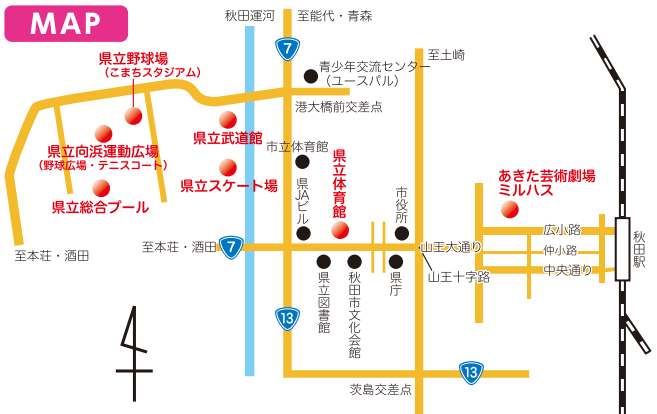 MAP
秋田運河
至能代・青森
7
至土崎
県立野球場
(こまちスタジアム)
青少年交流センター
(ユースパル)
港大橋前交差点
県立武道館
県立向浜運動広場
(野球広場・テニスコート)
市立体育館
県立体育館
県立スケート場
県立総合プール
県JAビル
市役所
あきた芸術劇場
ミルハス
広小路
仲小路
中央通り
秋田駅
至本荘・酒田
至本荘・酒田
7
山王大通り
山王十字路
県立図書館
秋田市文化会館
県庁
13
13
茨島交差点